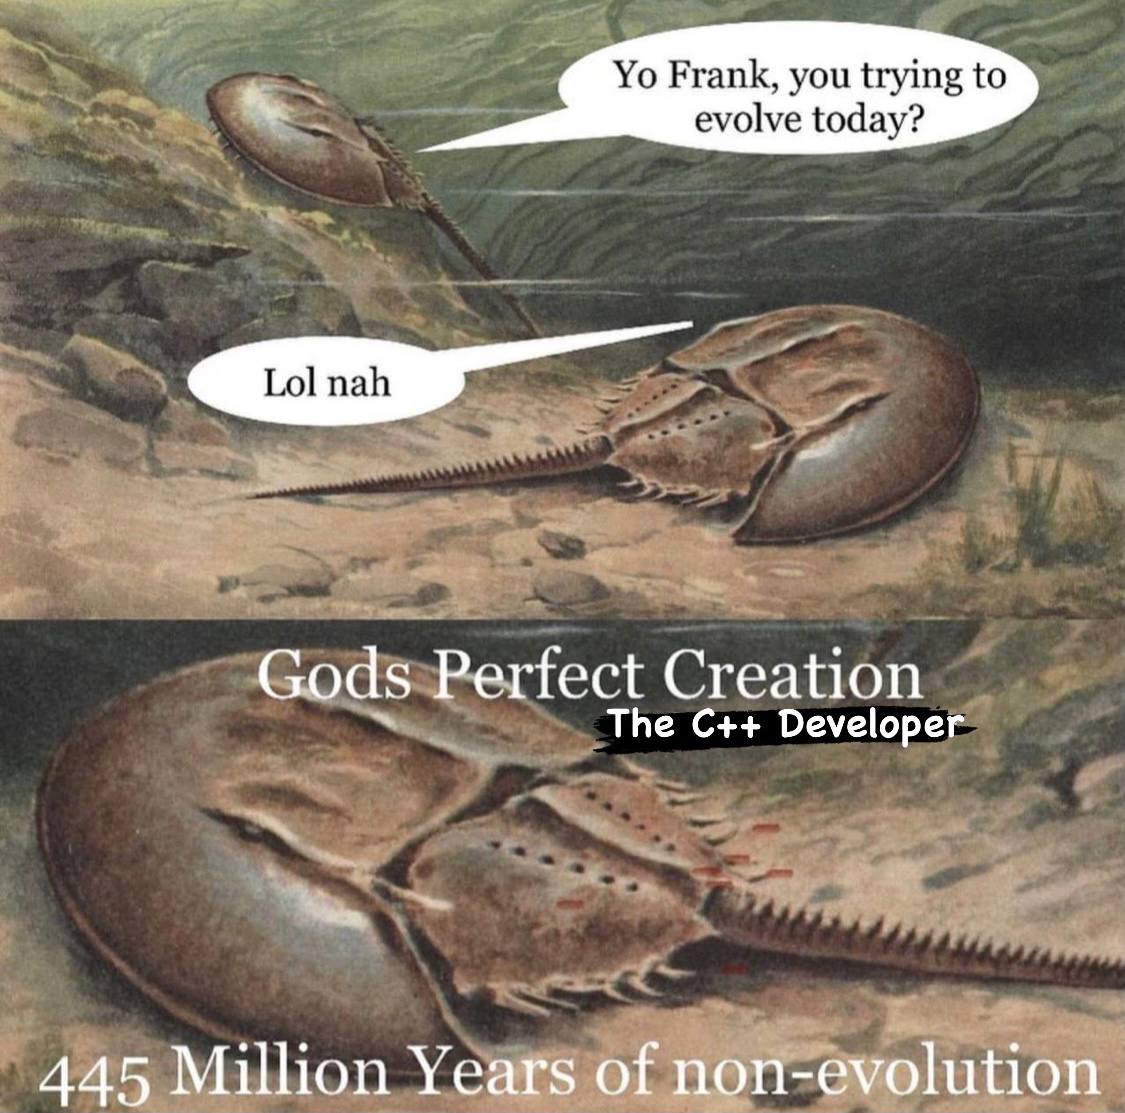 Yo Frank, you trying to
evolve today?
Lol nah
Gods Perfect Creation
The C++ Developer
445 Million Years of non-evolution